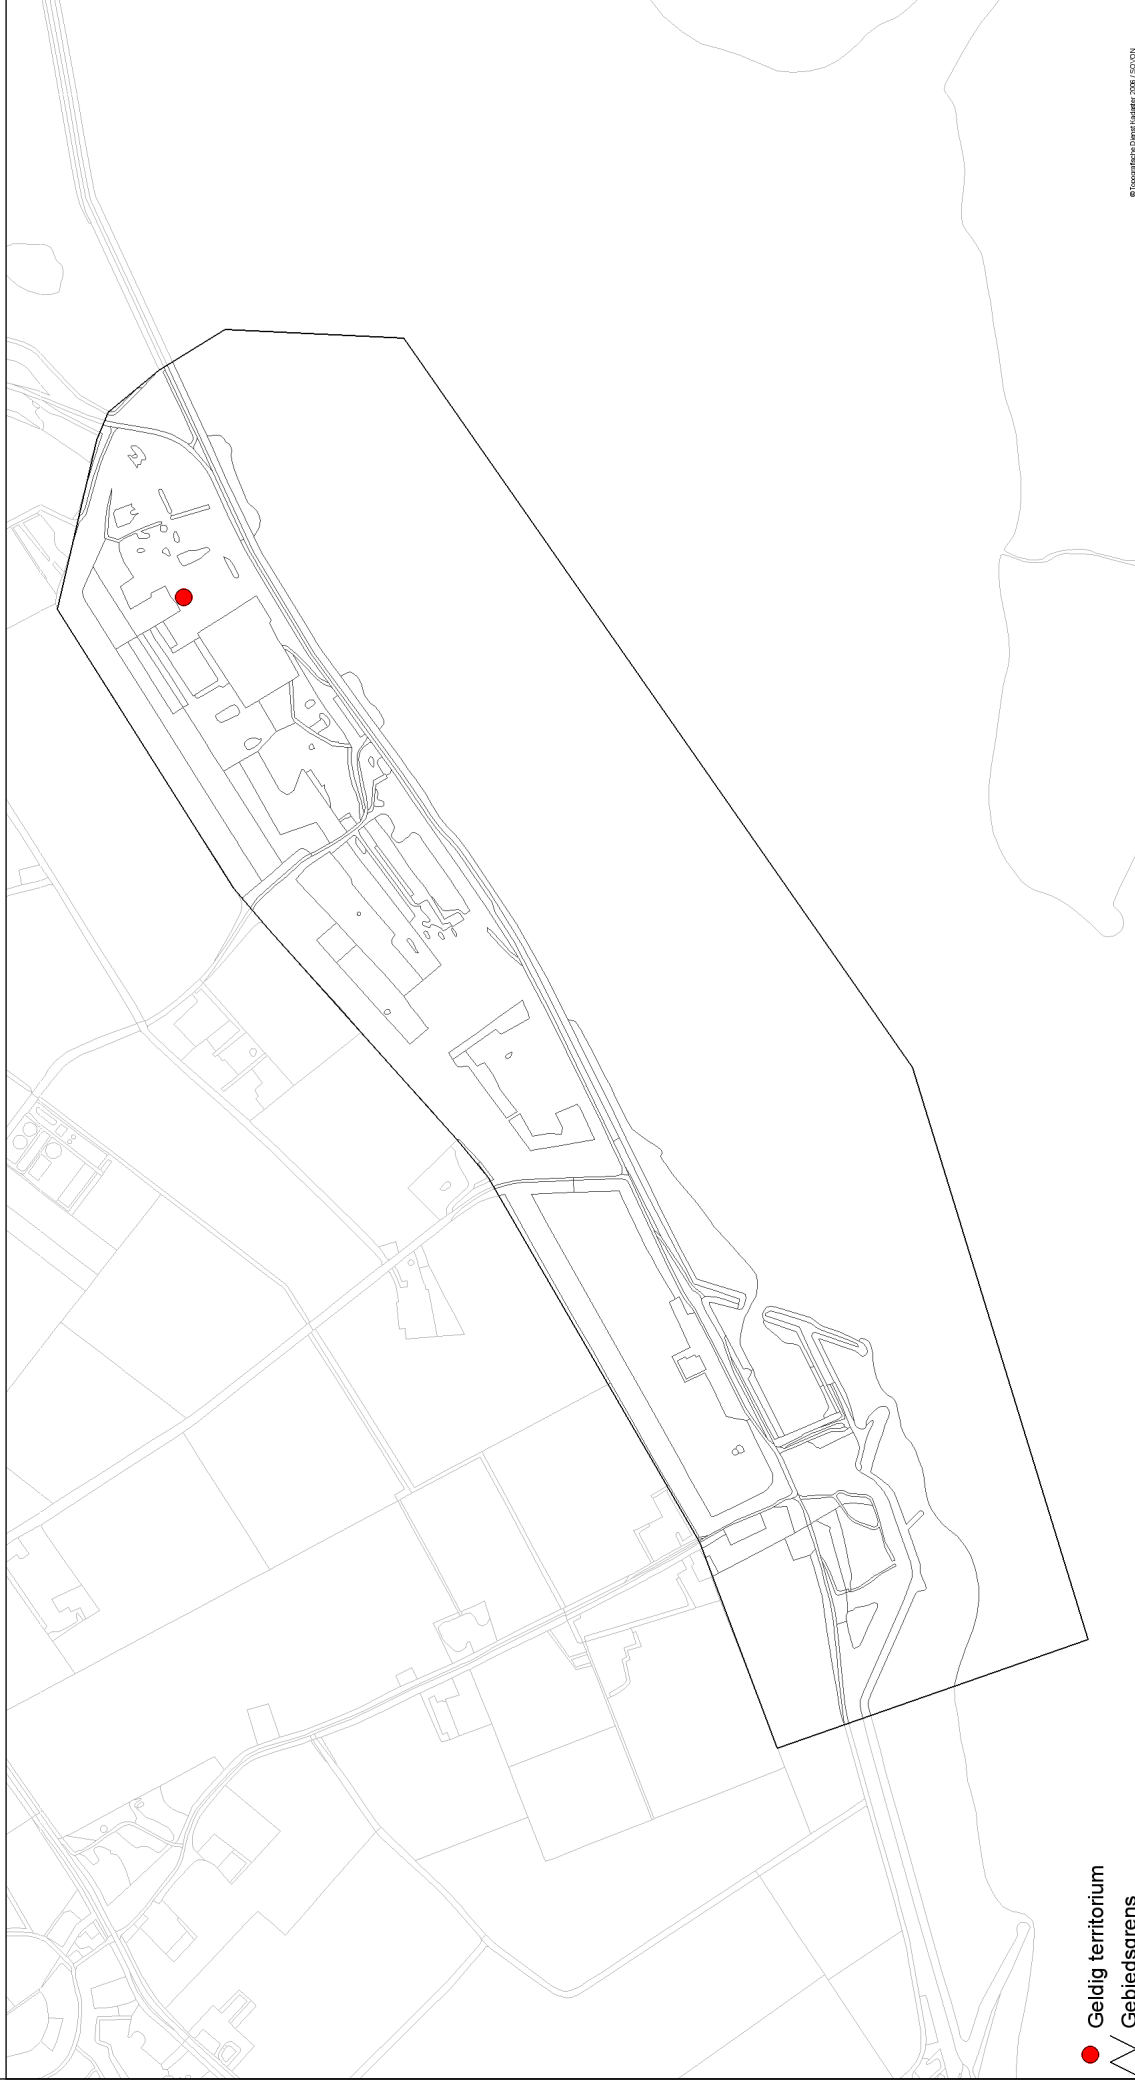 © Topografische Dienst Kadaster 2006 / SOVON
Geldig territorium
Gebiedsgrens